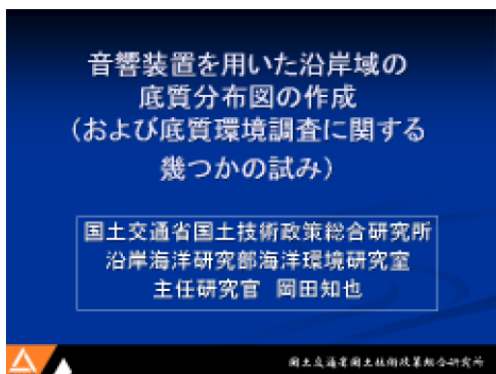 音響装置を用いた沿岸域の
底質分布図の作成
(および底質環境調査に関する
幾つかの試み)
国土交通省国土技術政策総合研究所
沿岸海洋研究部海洋環境研究室
主任研究官 岡田知也
国土交通省国土技術政策総合研究所